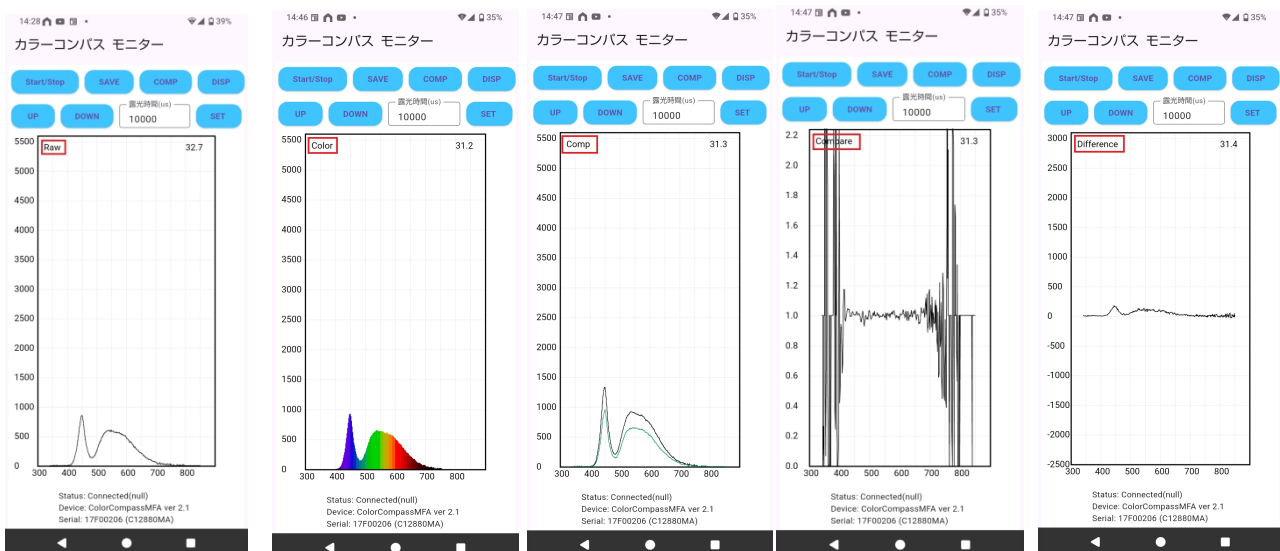 14:28 39%
カラーコンパス モニター
Start/Stop SAVE COMP DISP
露光時間(us)
UP DOWN 10000 SET
Raw 32.7
5500
5000
4500
4000
3500
3000
2500
2000
1500
1000
500
0
300 400 500 600 700 800
Status: Connected(null)
Device: ColorCompassMFA ver 2.1
Serial: 17F00206 (C12880MA)
14:46 35%
カラーコンパス モニター
Start/Stop SAVE COMP DISP
露光時間(us)
UP DOWN 10000 SET
Color 31.2
5500
5000
4500
4000
3500
3000
2500
2000
1500
1000
500
0
300 400 500 600 700 800
Status: Connected(null)
Device: ColorCompassMFA ver 2.1
Serial: 17F00206 (C12880MA)
14:47 35%
カラーコンパス モニター
Start/Stop SAVE COMP DISP
露光時間(us)
UP DOWN 10000 SET
Comp 31.3
5500
5000
4500
4000
3500
3000
2500
2000
1500
1000
500
0
300 400 500 600 700 800
Status: Connected(null)
Device: ColorCompassMFA ver 2.1
Serial: 17F00206 (C12880MA)
14:47 35%
カラーコンパス モニター
Start/Stop SAVE COMP DISP
露光時間(us)
UP DOWN 10000 SET
Compare 31.3
2.2
2.0
1.8
1.6
1.4
1.2
1.0
0.8
0.6
0.4
0.2
0.0
300 400 500 600 700 800
Status: Connected(null)
Device: ColorCompassMFA ver 2.1
Serial: 17F00206 (C12880MA)
14:47 35%
カラーコンパス モニター
Start/Stop SAVE COMP DISP
露光時間(us)
UP DOWN 10000 SET
Difference 31.4
3000
2500
2000
1500
1000
500
0
-500
-1000
-1500
-2000
-2500
300 400 500 600 700 800
Status: Connected(null)
Device: ColorCompassMFA ver 2.1
Serial: 17F00206 (C12880MA)